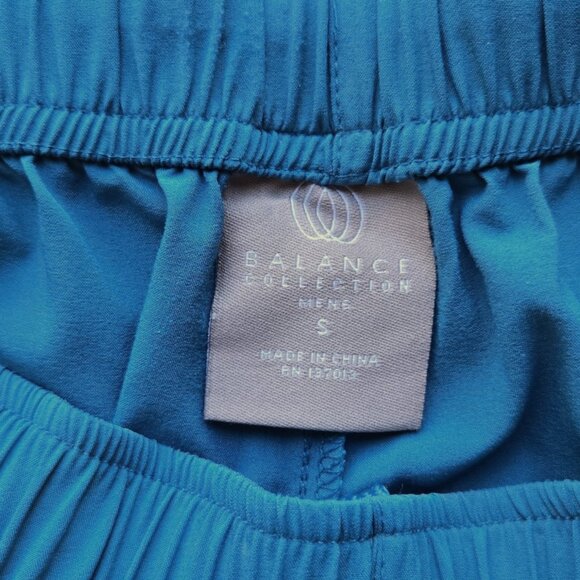 BALANCE
COLLECTION
MENS
S
MADE IN CHINA
RN 137013